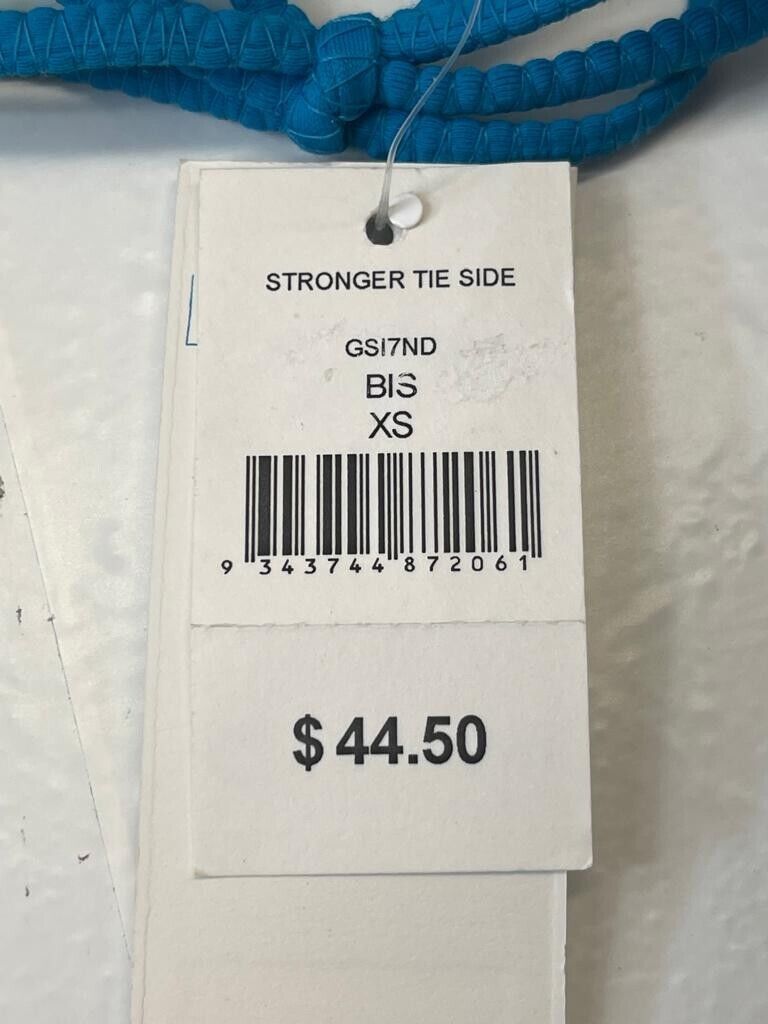 STRONGER TIE SIDE
GSI7ND
BIS
XS
9 343744 872061
$ 44.50